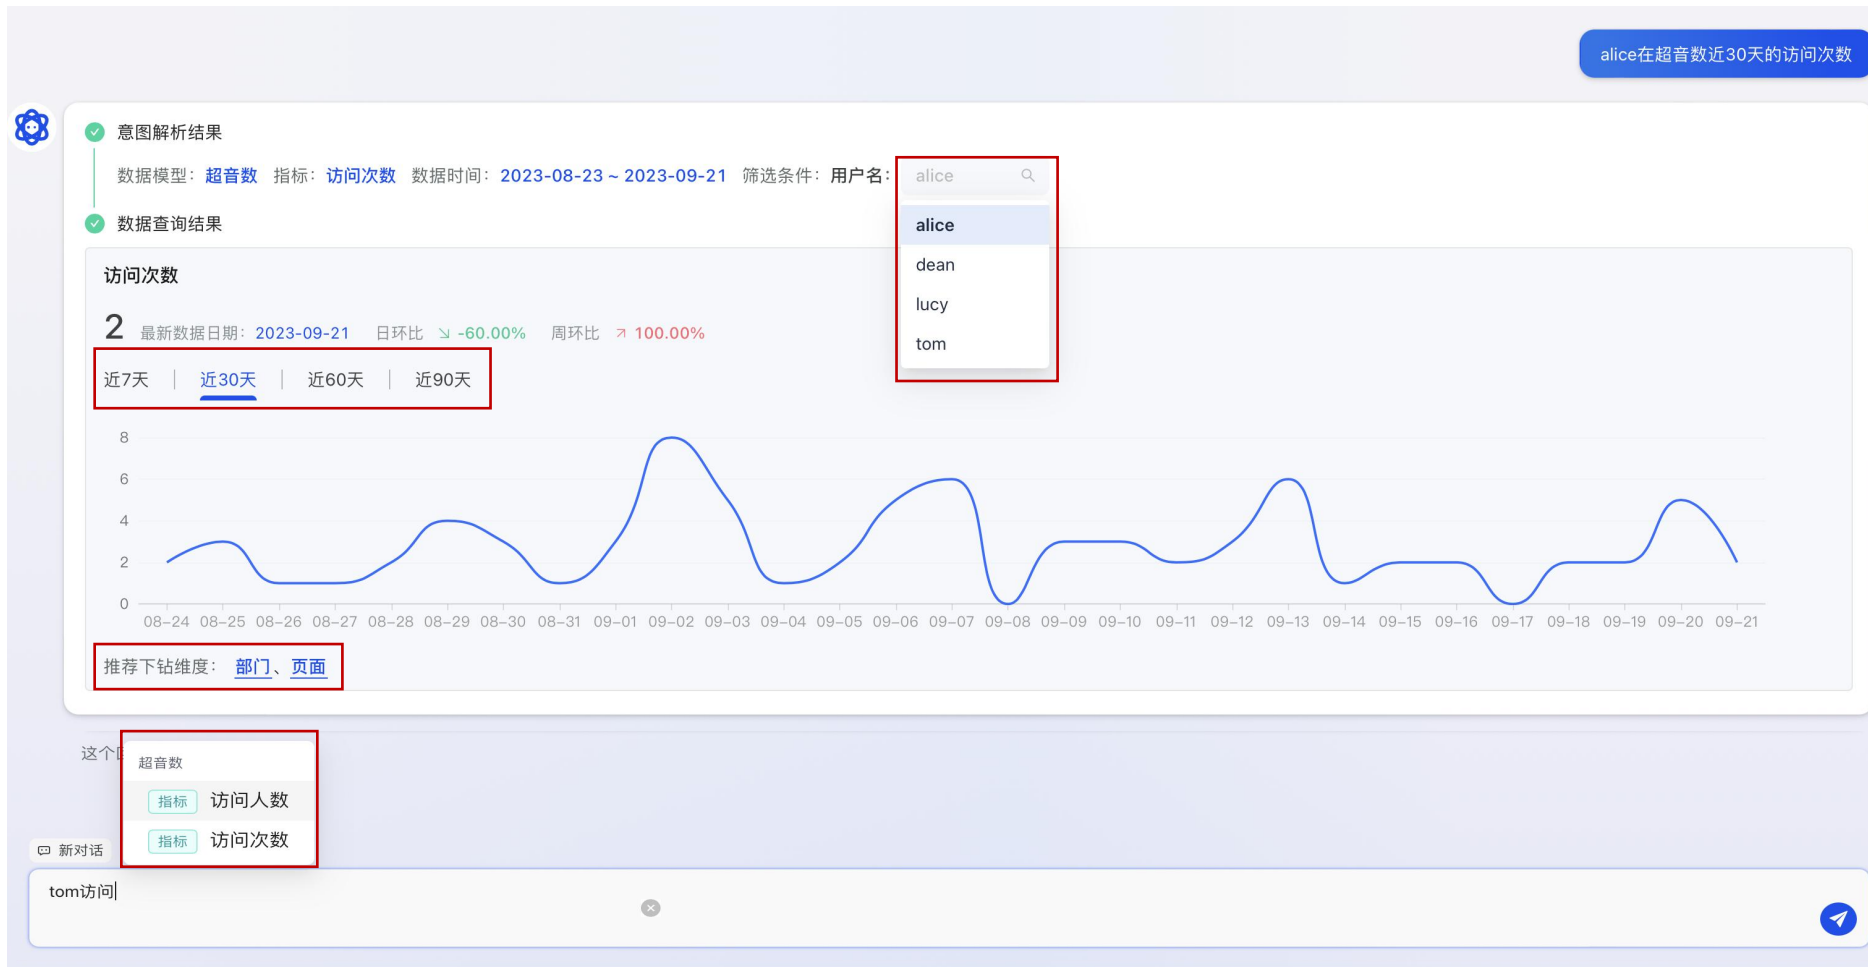 alice在超音数近30天的访问次数
意图解析结果
数据模型： 超音数 指标： 访问次数 数据时间： 2023-08-23 ~ 2023-09-21 筛选条件： 用户名： alice
alice
dean
lucy
tom
数据查询结果
访问次数
2 最新数据日期： 2023-09-21 日环比 -60.00% 周环比 100.00%
近7天 近30天 近60天 近90天
8
6
4
2
0
08-24 08-25 08-26 08-27 08-28 08-29 08-30 08-31 09-01 09-02 09-03 09-04 09-05 09-06 09-07 09-08 09-09 09-10 09-11 09-12 09-13 09-14 09-15 09-16 09-17 09-18 09-19 09-20 09-21
推荐下钻维度： 部门、页面
这个
超音数
指标 访问人数
指标 访问次数
新对话
tom访问